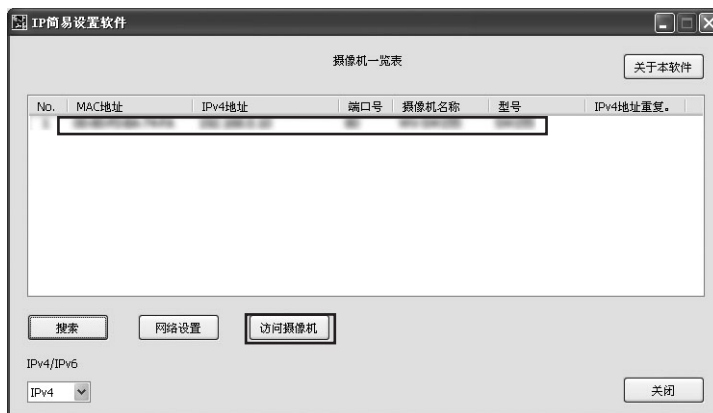 IP简易设置软件
摄像机一览表
关于本软件
No. MAC地址 IPv4地址 端口号 摄像机名称 型号 IPv4地址重复。
搜索 网络设置 访问摄像机
IPv4/IPv6
IPv4 关闭